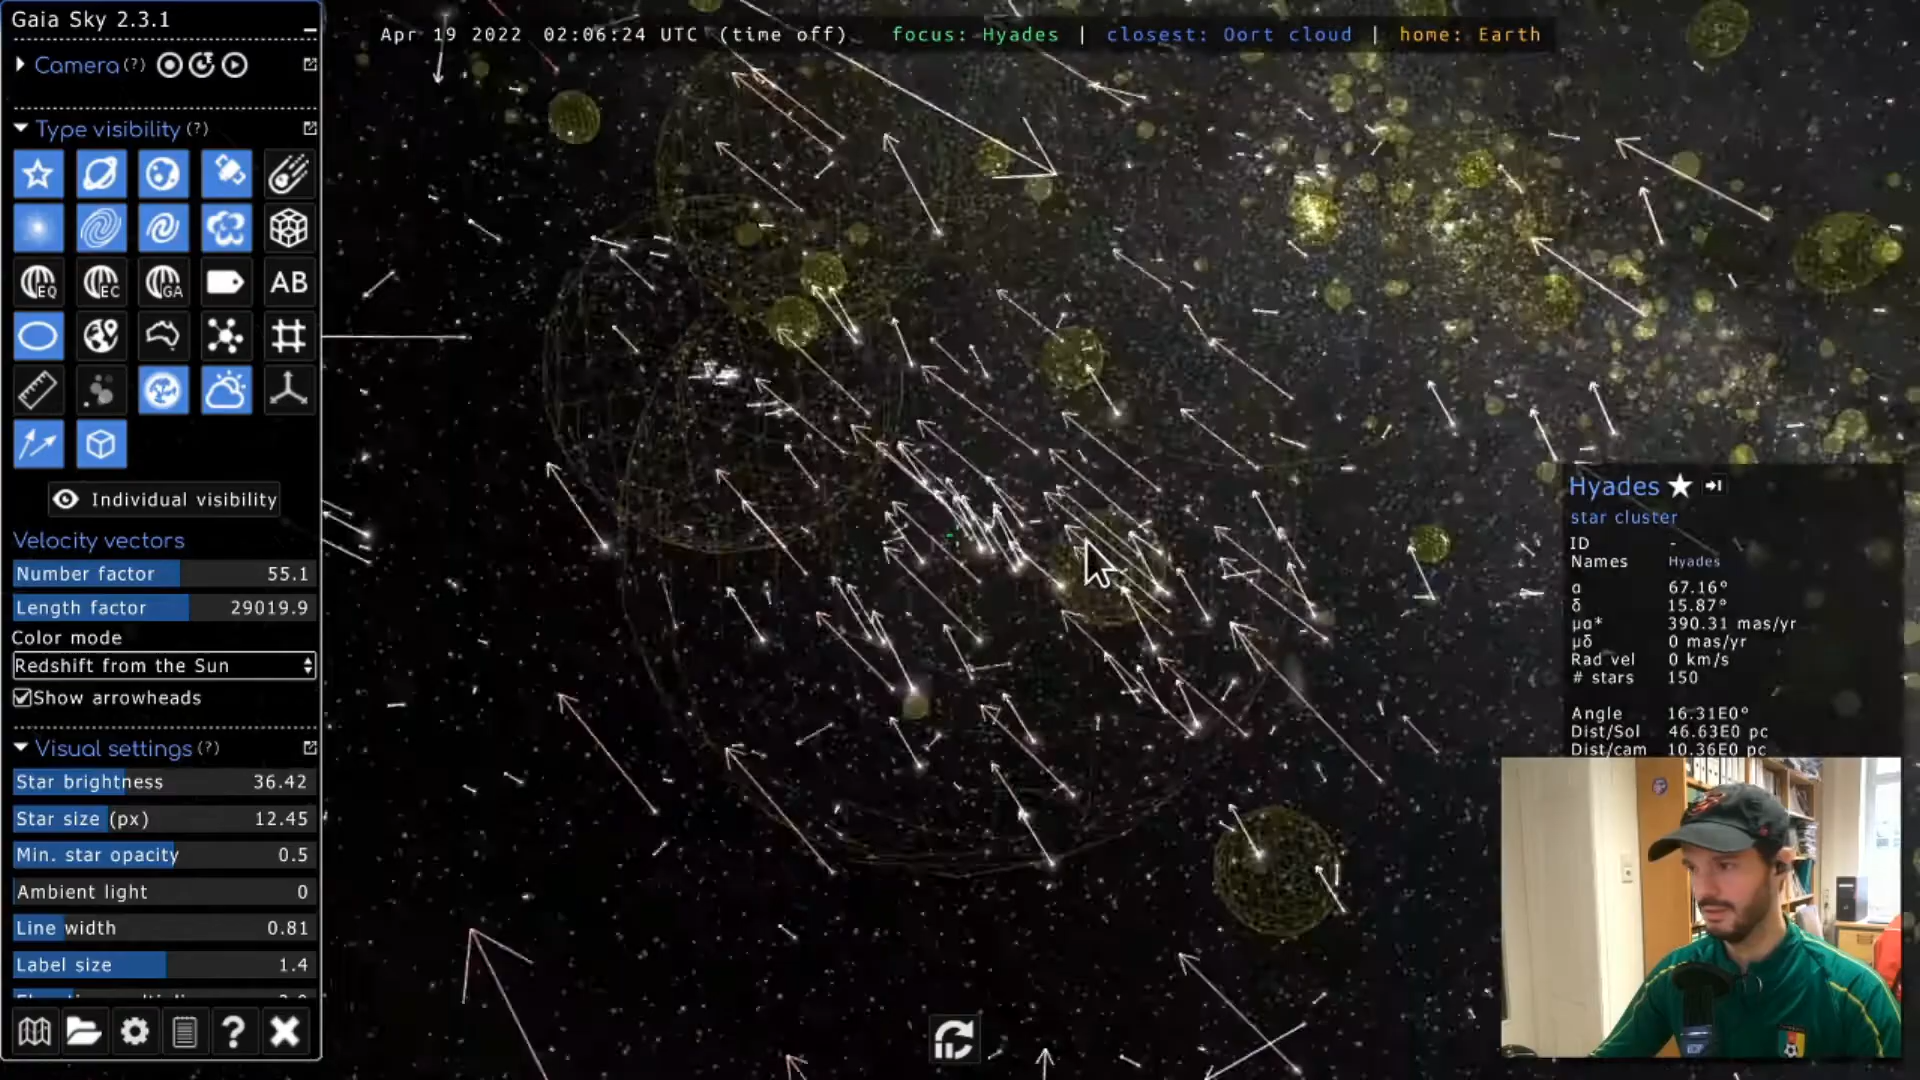 Gaia Sky 2.3.1
Apr 19 2022 02:06:24 UTC (time off) focus: Hyades | closest: Oort cloud | home: Earth
Camera(?)
Type visibility(?)
EQ EC GA AB
Individual visibility
Velocity vectors
Number factor 55.1
Length factor 29019.9
Color mode
Redshift from the Sun
Show arrowheads
Visual settings(?)
Star brightness 36.42
Star size (px) 12.45
Min. star opacity 0.5
Ambient light 0
Line width 0.81
Label size 1.4
Hyades
star cluster
ID -
Names Hyades
α 67.16°
δ 15.87°
μα* 390.31 mas/yr
μδ 0 mas/yr
Rad vel 0 km/s
# stars 150
Angle 16.31E0°
Dist/Sol 46.63E0 pc
Dist/cam 10.36E0 pc